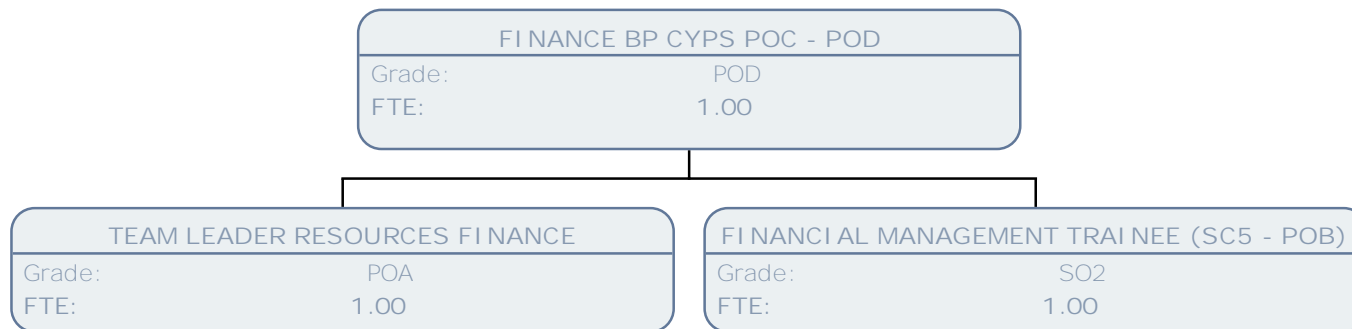 FINANCE BP CYPS POC - POD
Grade: POD
FTE: 1.00
TEAM LEADER RESOURCES FINANCE
Grade: POA
FTE: 1.00
FINANCIAL MANAGEMENT TRAINEE (SC5 - POB)
Grade: SO2
FTE: 1.00